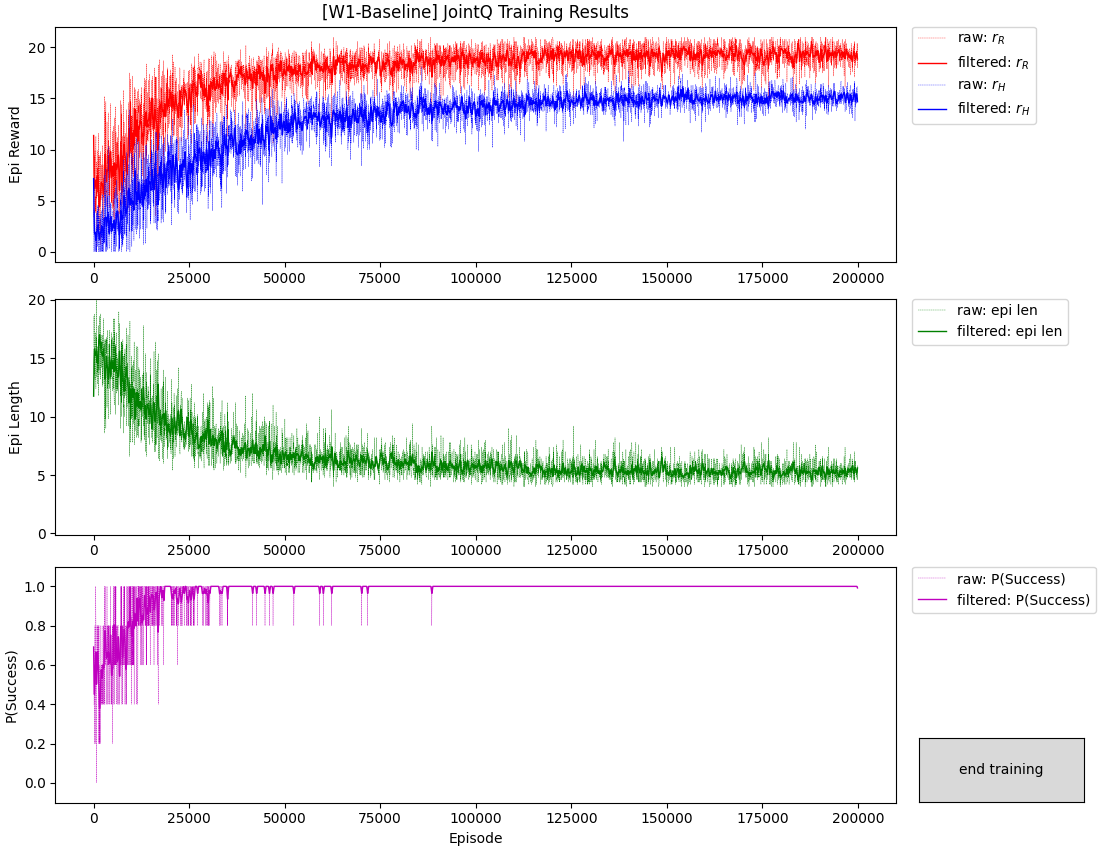 [W1-Baseline] JointQ Training Results
Epi Reward
20
15
10
5
0
0 25000 50000 75000 100000 125000 150000 175000 200000
raw: r_R
filtered: r_R
raw: r_H
filtered: r_H
Epi Length
20
15
10
5
0
0 25000 50000 75000 100000 125000 150000 175000 200000
raw: epi len
filtered: epi len
P(Success)
1.0
0.8
0.6
0.4
0.2
0.0
0 25000 50000 75000 100000 125000 150000 175000 200000
Episode
raw: P(Success)
filtered: P(Success)
end training